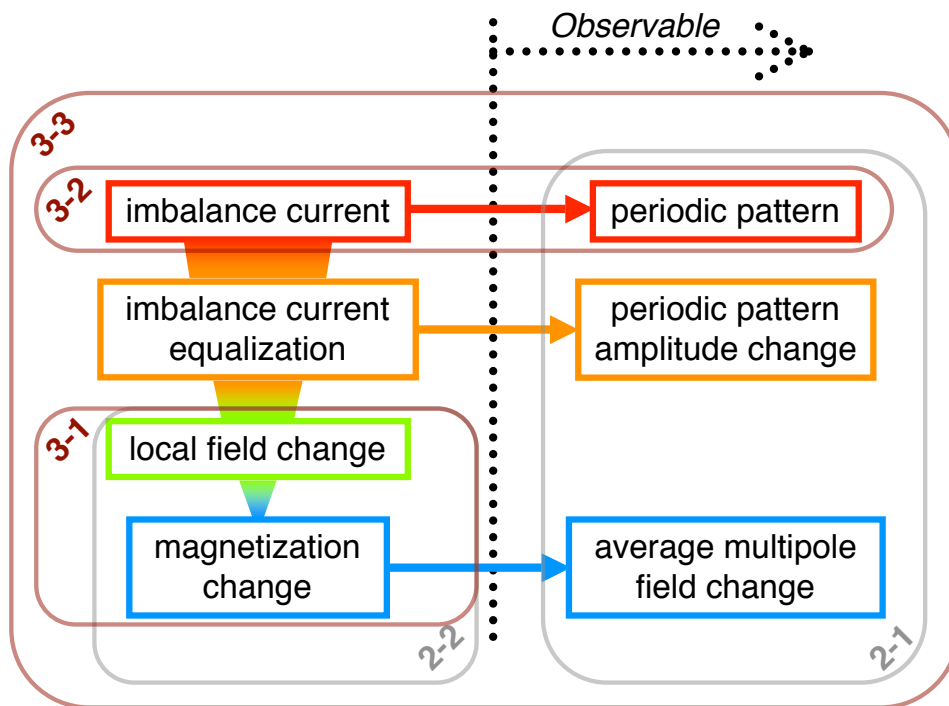 Observable
3-3
3-2
imbalance current
periodic pattern
imbalance current
equalization
periodic pattern
amplitude change
3-1
local field change
magnetization
change
average multipole
field change
2-2
2-1